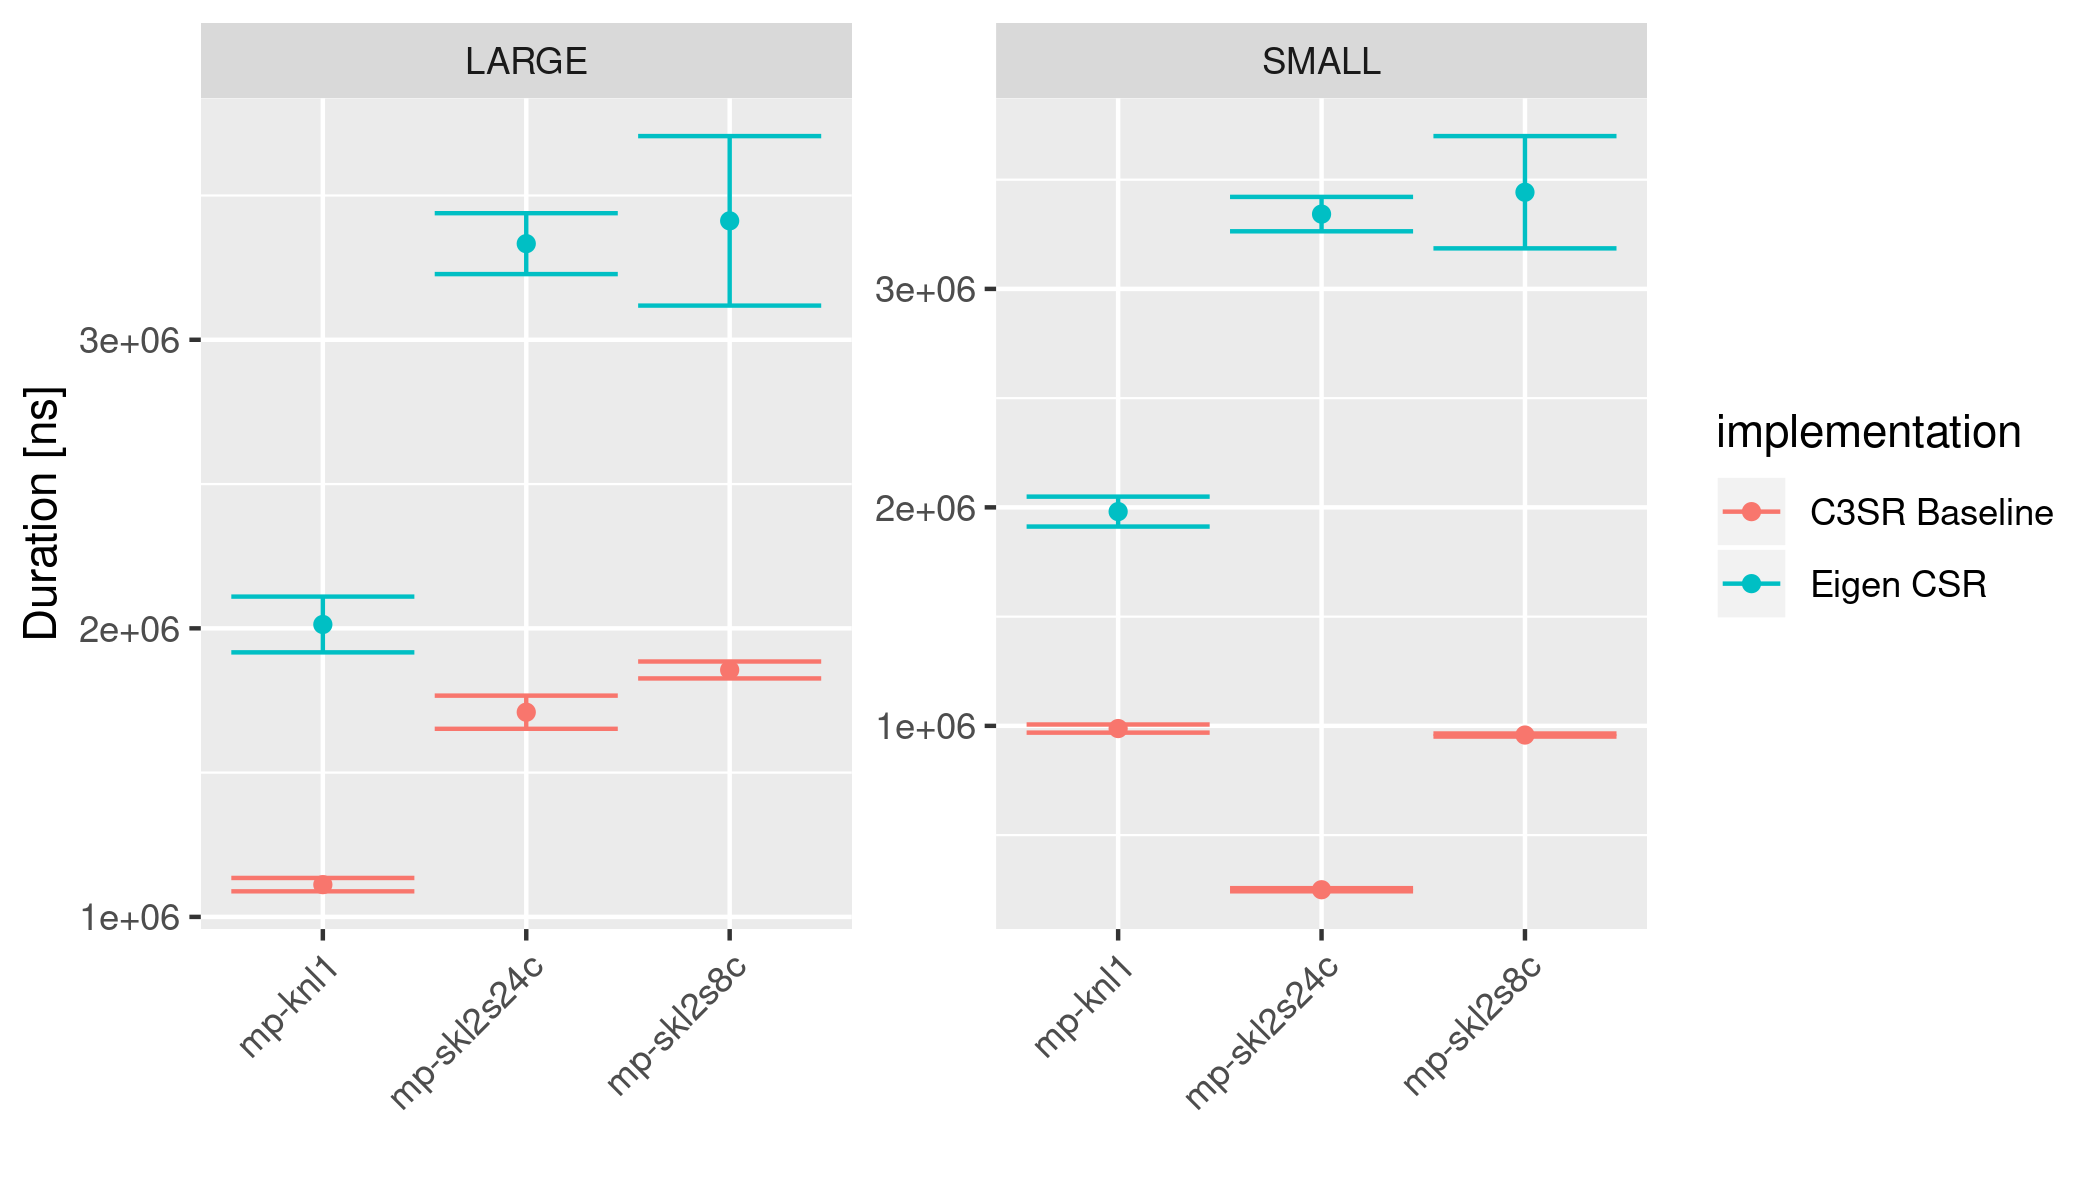 LARGE
SMALL
Duration [ns]
3e+06
2e+06
1e+06
3e+06
2e+06
1e+06
mp-knl1
mp-skl2s24c
mp-skl2s8c
mp-knl1
mp-skl2s24c
mp-skl2s8c
implementation
C3SR Baseline
Eigen CSR